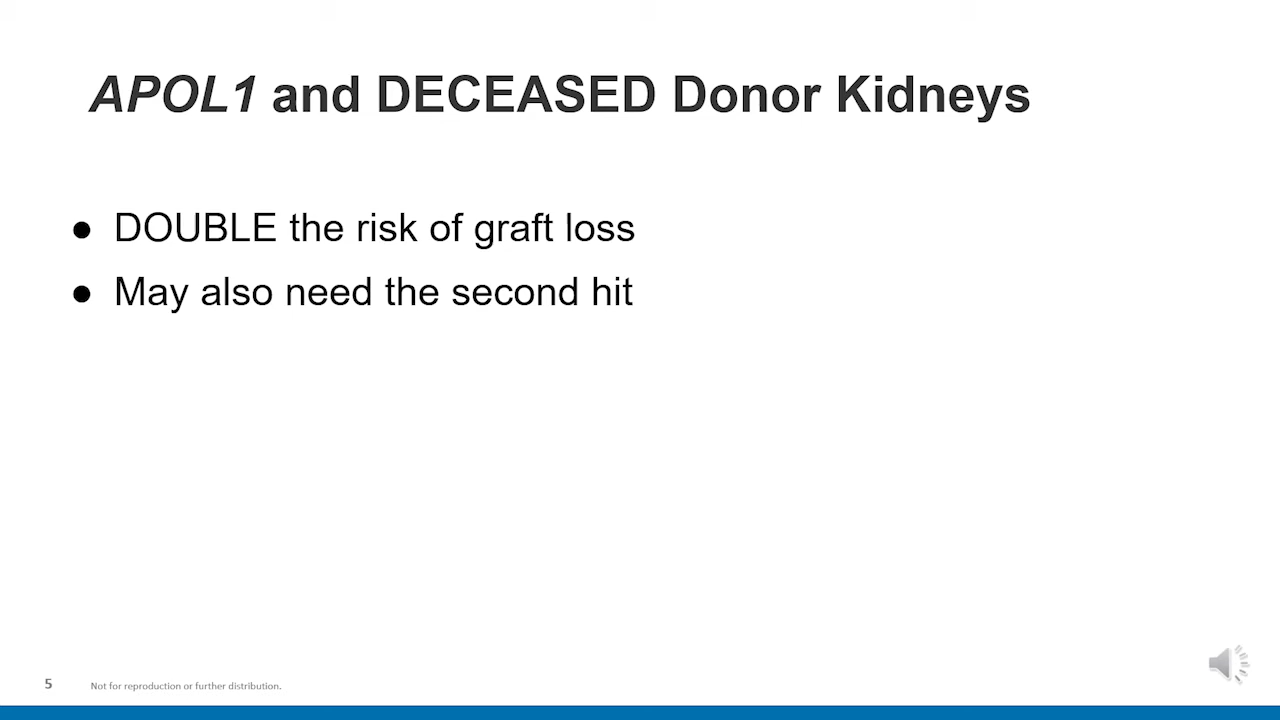 APOL1 and DECEASED Donor Kidneys
● DOUBLE the risk of graft loss
● May also need the second hit
5 Not for reproduction or further distribution.